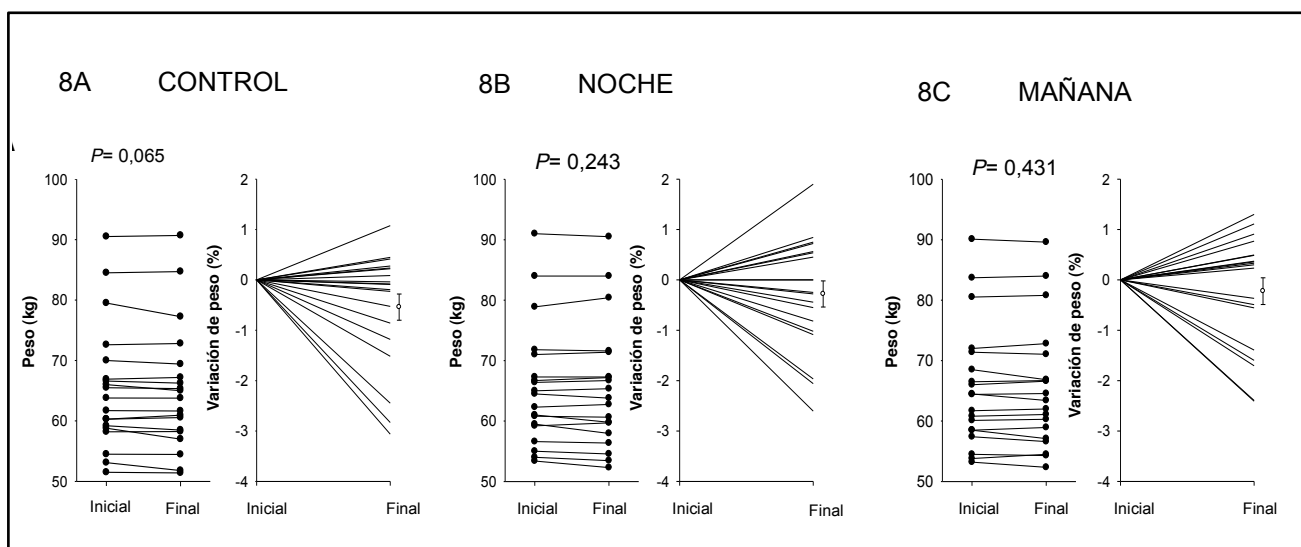 8A CONTROL
P= 0,065
Peso (kg)
100
90
80
70
60
50
Inicial Final
Variación de peso (%)
2
1
0
-1
-2
-3
-4
Inicial Final
8B NOCHE
P= 0,243
Peso (kg)
100
90
80
70
60
50
Inicial Final
Variación de peso (%)
2
1
0
-1
-2
-3
-4
Inicial Final
8C MAÑANA
P= 0,431
Peso (kg)
100
90
80
70
60
50
Inicial Final
Variación de peso (%)
2
1
0
-1
-2
-3
-4
Inicial Final